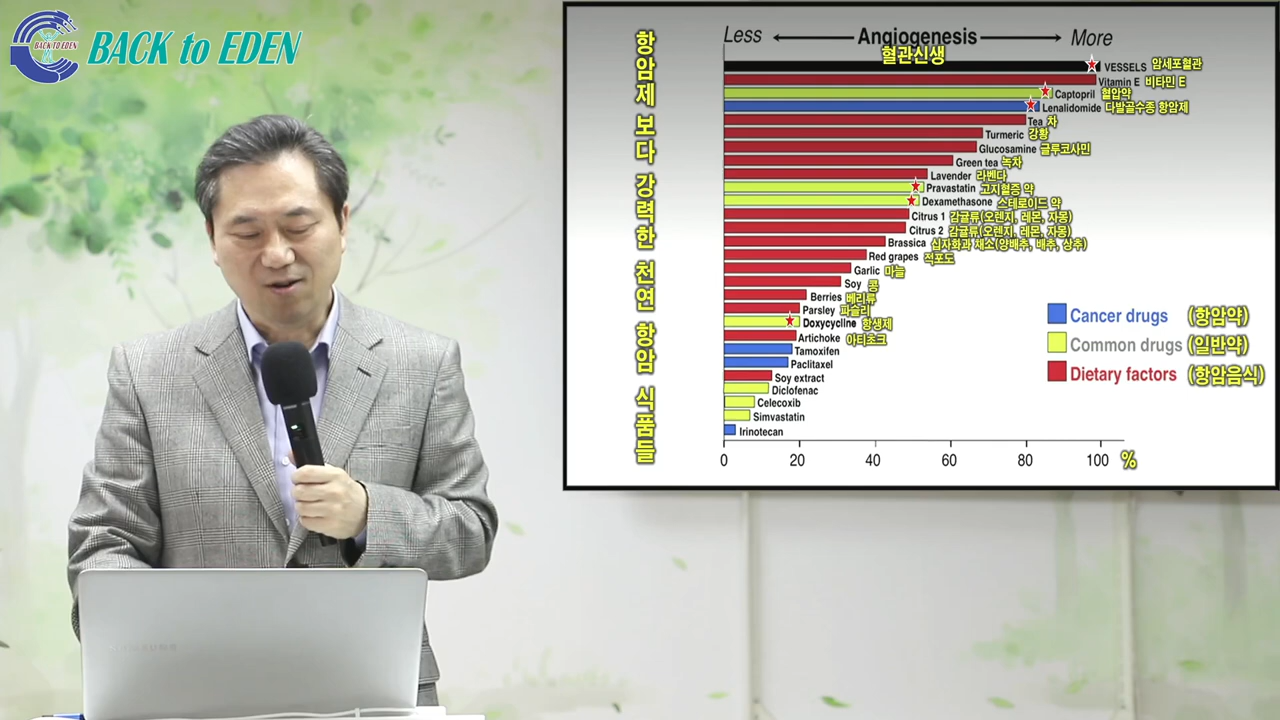 BACK TO EDEN
BACK to EDEN
항암제 보다 강력한 천연 항암 식품들
Less Angiogenesis More
혈관신생
VESSELS 암세포혈관
Vitamin E 비타민 E
Captopril 혈압약
Lenalidomide 다발골수종 항암제
Tea 차
Turmeric 강황
Glucosamine 글루코사민
Green tea 녹차
Lavender 라벤다
Pravastatin 고지혈증 약
Dexamethasone 스테로이드 약
Citrus 1 감귤류(오렌지, 레몬, 자몽)
Citrus 2 감귤류(오렌지, 레몬, 자몽)
Brassica 십자화과 채소(양배추, 배추, 상추)
Red grapes 적포도
Garlic 마늘
Soy 콩
Berries 베리류
Parsley 파슬리
Doxycycline 항생제
Artichoke 아티초크
Tamoxifen
Paclitaxel
Soy extract
Diclofenac
Celecoxib
Simvastatin
Irinotecan
Cancer drugs (항암약)
Common drugs (일반약)
Dietary factors (항암음식)
0 20 40 60 80 100 %
SAMSUNG